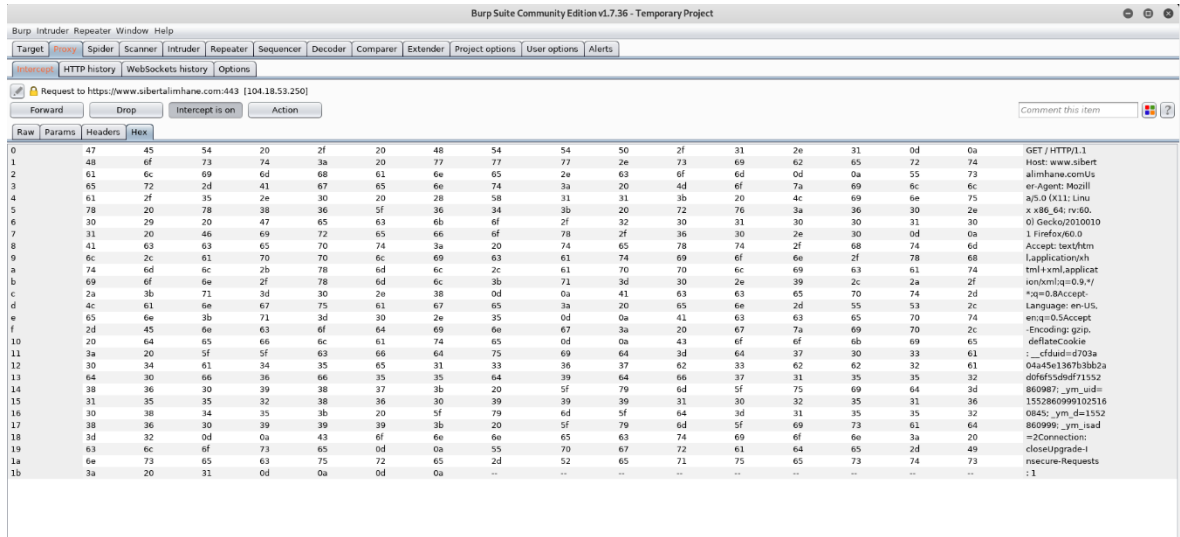 Burp Suite Community Edition v1.7.36 - Temporary Project
Burp Intruder Repeater Window Help
Target Proxy Spider Scanner Intruder Repeater Sequencer Decoder Comparer Extender Project options User options Alerts
Intercept HTTP history WebSockets history Options
Request to https://www.sibertalimhane.com:443 [104.18.53.250]
Forward Drop Intercept is on Action Comment this item ?
Raw Params Headers Hex
0 47 45 54 20 2f 20 48 54 54 50 2f 31 2e 31 0d 0a GET / HTTP/1.1
1 48 6f 73 74 3a 20 77 77 77 2e 73 69 62 65 72 74 Host: www.sibert
2 61 6c 69 6d 68 61 6e 65 2e 63 6f 6d 0d 0a 55 73 alimhane.comUs
3 65 72 2d 41 67 65 6e 74 3a 20 4d 6f 7a 69 6c 6c er-Agent: Mozill
4 61 2f 35 2e 30 20 28 58 31 31 3b 20 4c 69 6e 75 a/5.0 (X11; Linu
5 78 20 78 38 36 5f 36 34 3b 20 72 76 3a 36 30 2e x x86_64; rv:60.
6 30 29 20 47 65 63 6b 6f 2f 32 30 31 30 30 31 30 0) Gecko/2010010
7 31 20 46 69 72 65 66 6f 78 2f 36 30 2e 30 0d 0a 1 Firefox/60.0
8 41 63 63 65 70 74 3a 20 74 65 78 74 2f 68 74 6d Accept: text/htm
9 6c 2c 61 70 70 6c 69 63 61 74 69 6f 6e 2f 78 68 l,application/xh
a 74 6d 6c 2b 78 6d 6c 2c 61 70 70 6c 69 63 61 74 tml+xml,applicat
b 69 6f 6e 2f 78 6d 6c 3b 71 3d 30 2e 39 2c 2a 2f ion/xml;q=0.9,*/
c 2a 3b 71 3d 30 2e 38 0d 0a 41 63 63 65 70 74 2d *;q=0.8Accept-
d 4c 61 6e 67 75 61 67 65 3a 20 65 6e 2d 55 53 2c Language: en-US,
e 65 6e 3b 71 3d 30 2e 35 0d 0a 41 63 63 65 70 74 en;q=0.5Accept
f 2d 45 6e 63 6f 64 69 6e 67 3a 20 67 7a 69 70 2c -Encoding: gzip,
10 20 64 65 66 6c 61 74 65 0d 0a 43 6f 6f 6b 69 65 deflateCookie
11 3a 20 5f 5f 63 66 64 75 69 64 3d 64 37 30 33 61 : __cfduid=d703a
12 30 34 61 34 35 65 31 33 36 37 62 33 62 62 32 61 04a45e1367b3bb2a
13 64 30 66 36 66 35 35 64 39 64 66 37 31 35 35 32 d0f6f55d9df71552
14 38 36 30 39 38 37 3b 20 5f 79 6d 5f 75 69 64 3d 860987; _ym_uid=
15 31 35 35 32 38 36 30 39 39 39 31 30 32 35 31 36 1552860999102516
16 30 38 34 35 3b 20 5f 79 6d 5f 64 3d 31 35 35 32 0845; _ym_d=1552
17 38 36 30 39 39 39 3b 20 5f 79 6d 5f 69 73 61 64 860999; _ym_isad
18 3d 32 0d 0a 43 6f 6e 6e 65 63 74 69 6f 6e 3a 20 =2Connection:
19 63 6c 6f 73 65 0d 0a 55 70 67 72 61 64 65 2d 49 closeUpgrade-I
1a 6e 73 65 63 75 72 65 2d 52 65 71 75 65 73 74 73 nsecure-Requests
1b 3a 20 31 0d 0a 0d 0a -- -- -- -- -- -- -- -- : 1